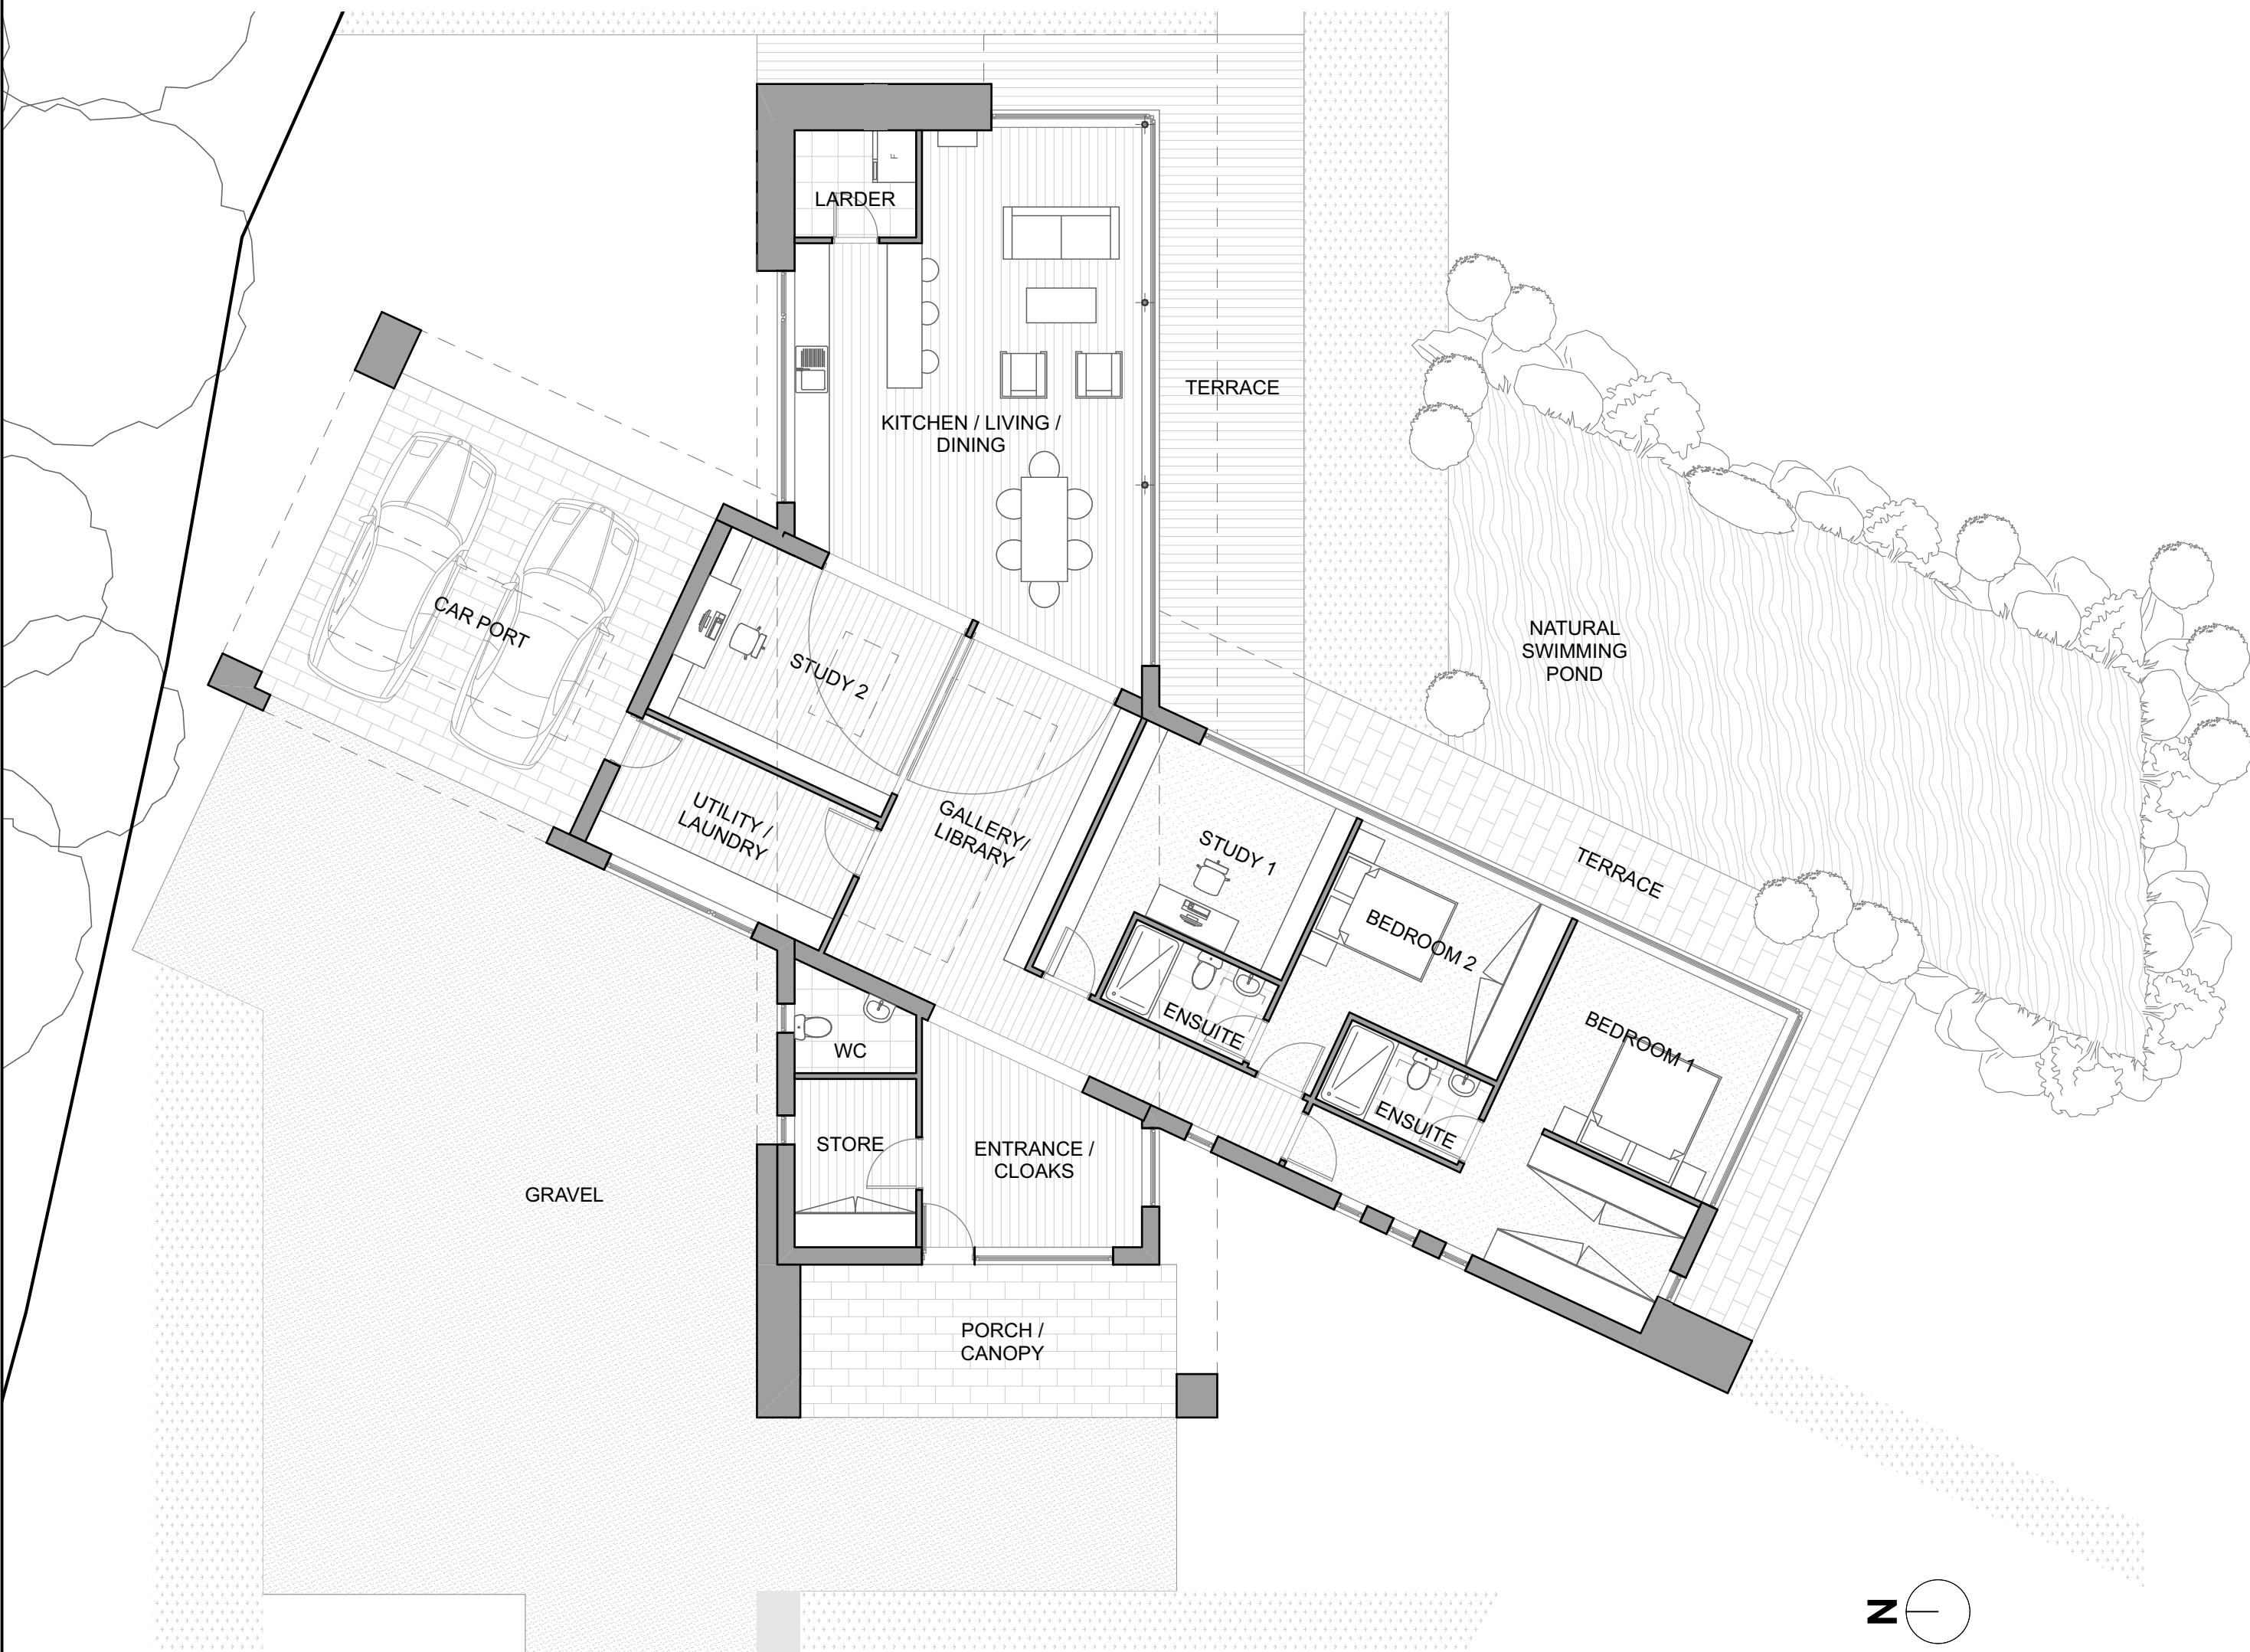 F
LARDER
TERRACE
KITCHEN / LIVING /
DINING
CAR PORT
STUDY 2
NATURAL
SWIMMING
POND
UTILITY /
LAUNDRY
GALLERY/
LIBRARY
STUDY 1
TERRACE
BEDROOM 2
ENSUITE
BEDROOM 1
WC
ENSUITE
STORE
ENTRANCE /
CLOAKS
GRAVEL
PORCH /
CANOPY
N